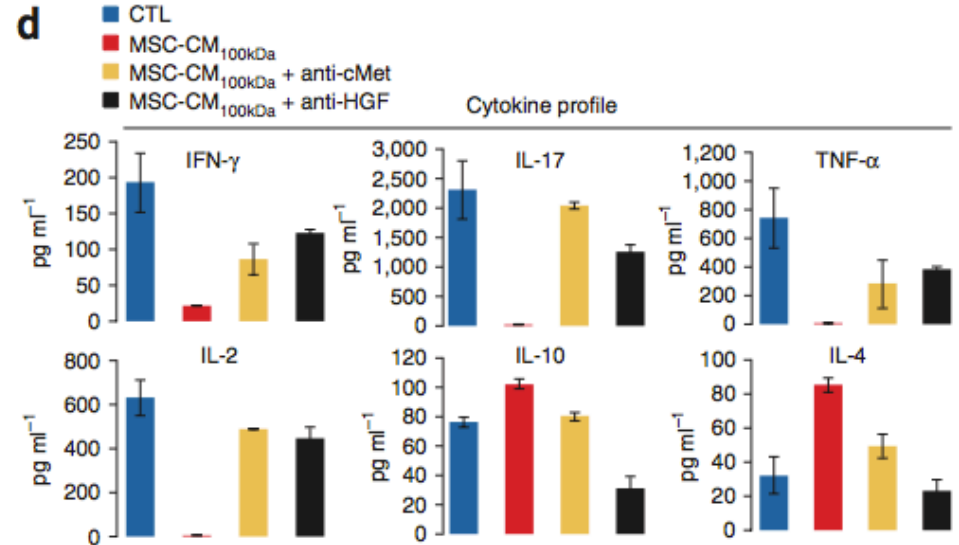 d
CTL
MSC-CM100kDa
MSC-CM100kDa + anti-cMet
MSC-CM100kDa + anti-HGF
Cytokine profile
IFN-γ
pg ml⁻¹
250
200
150
100
50
0
IL-17
pg ml⁻¹
3,000
2,500
2,000
1,500
1,000
500
0
TNF-α
pg ml⁻¹
1,200
1,000
800
600
400
200
0
IL-2
pg ml⁻¹
800
600
400
200
0
IL-10
pg ml⁻¹
120
100
80
60
40
20
0
IL-4
pg ml⁻¹
100
80
60
40
20
0